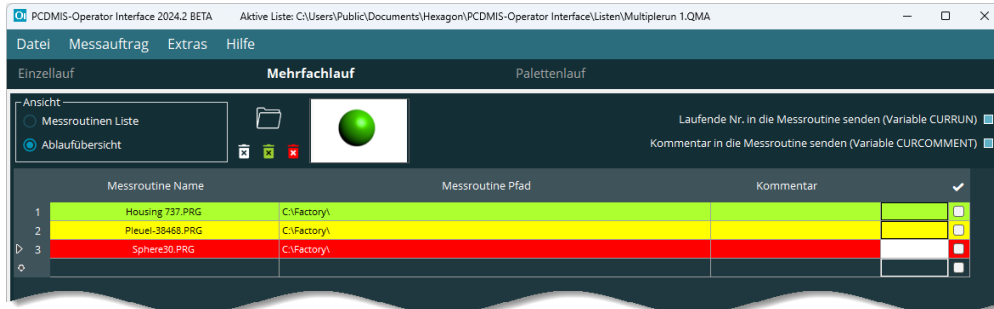 OI PCDMIS-Operator Interface 2024.2 BETA Aktive Liste: C:\Users\Public\Documents\Hexagon\PCDMIS-Operator Interface\Listen\Multiplerun 1.QMA
Datei Messauftrag Extras Hilfe
Einzellauf Mehrfachlauf Palettenlauf
Ansicht
Messroutinen Liste
Ablaufübersicht
Laufende Nr. in die Messroutine senden (Variable CURRUN)
Kommentar in die Messroutine senden (Variable CURCOMMENT)
Messroutine Name Messroutine Pfad Kommentar
1 Housing 737.PRG C:\Factory\
2 Pleuel-38468.PRG C:\Factory\
3 Sphere30.PRG C:\Factory\